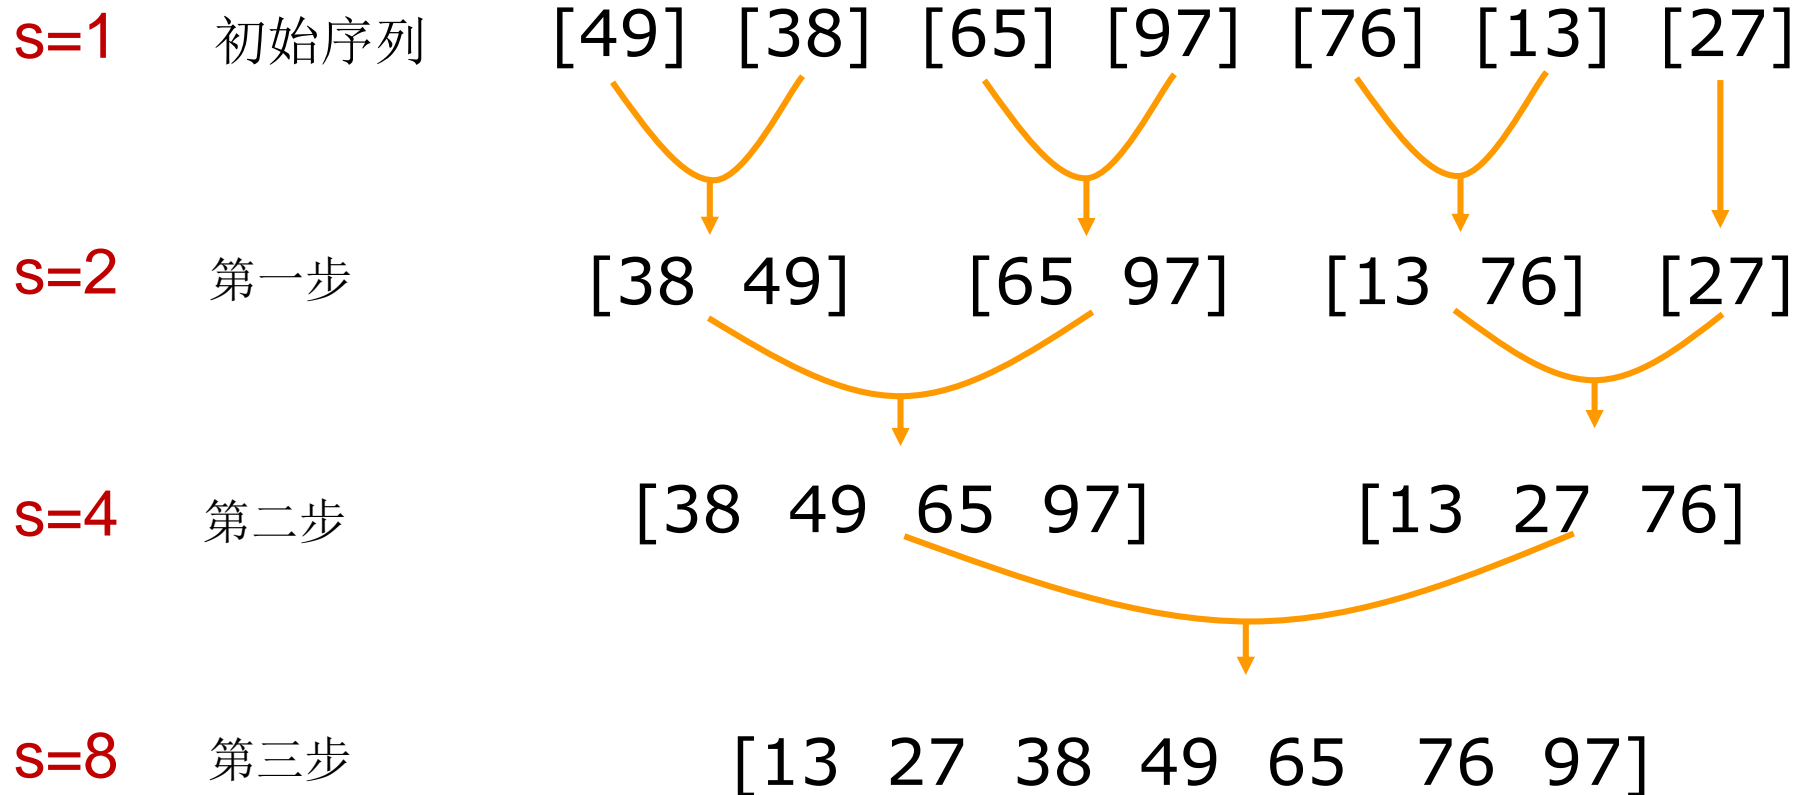 s=1 初始序列 [49] [38] [65] [97] [76] [13] [27]
s=2 第一步 [38 49] [65 97] [13 76] [27]
s=4 第二步 [38 49 65 97] [13 27 76]
s=8 第三步 [13 27 38 49 65 76 97]